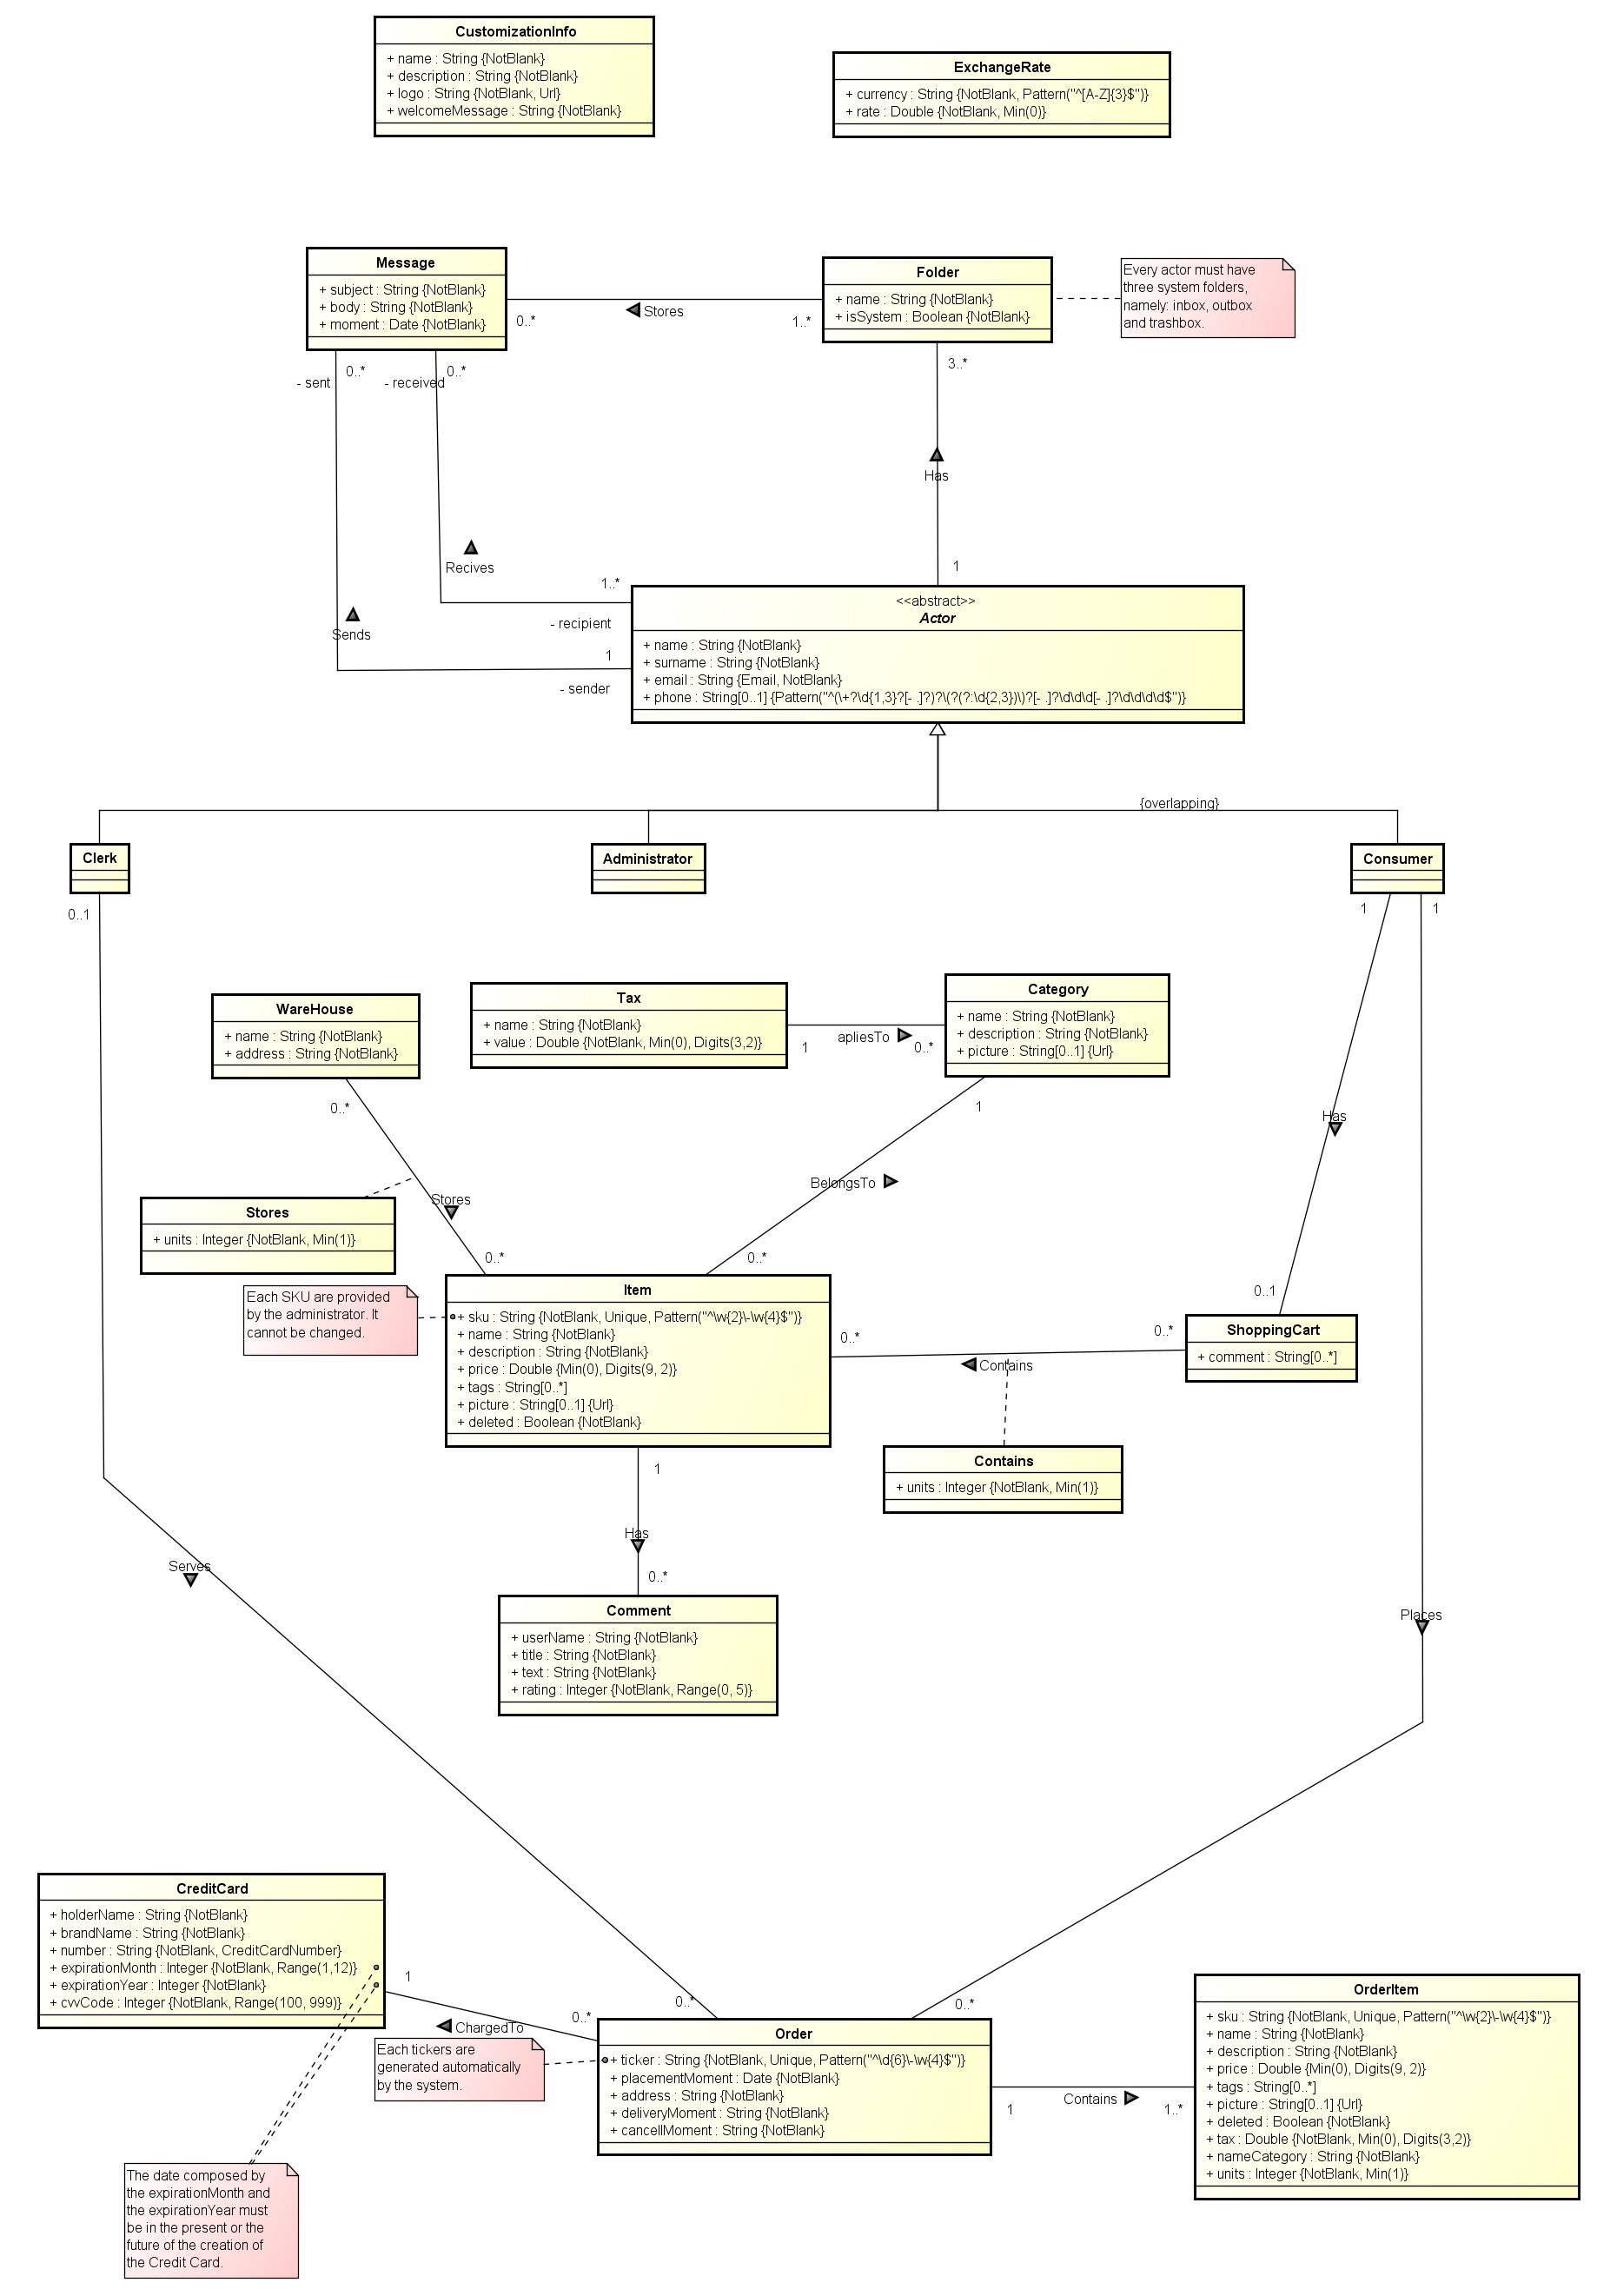 CustomizationInfo
+ name : String {NotBlank}
+ description : String {NotBlank}
+ logo : String {NotBlank, Url}
+ welcomeMessage : String {NotBlank}
ExchangeRate
+ currency : String {NotBlank, Pattern("^[A-Z]{3}$")}
+ rate : Double {NotBlank, Min(0)}
Message
+ subject : String {NotBlank}
+ body : String {NotBlank}
+ moment : Date {NotBlank}
Folder
+ name : String {NotBlank}
+ isSystem : Boolean {NotBlank}
Every actor must have
three system folders,
namely: inbox, outbox
and trashbox.
0..*
Stores
1..*
- sent
0..*
- received
0..*
3..*
Has
1
Recives
1..*
- recipient
Sends
1
- sender
<<abstract>>
Actor
+ name : String {NotBlank}
+ surname : String {NotBlank}
+ email : String {Email, NotBlank}
+ phone : String[0..1] {Pattern("^(\+?\d{1,3}?[- .]?)?\(?(?:\d{2,3})\)?[- .]?\d\d\d[- .]?\d\d\d\d$")}
{overlapping}
Clerk
Administrator
Consumer
0..1
1
1
WareHouse
+ name : String {NotBlank}
+ address : String {NotBlank}
Tax
+ name : String {NotBlank}
+ value : Double {NotBlank, Min(0), Digits(3,2)}
1
apliesTo
0..*
Category
+ name : String {NotBlank}
+ description : String {NotBlank}
+ picture : String[0..1] {Url}
0..*
1
Has
Stores
BelongsTo
Stores
+ units : Integer {NotBlank, Min(1)}
0..*
0..*
0..1
Each SKU are provided
by the administrator. It
cannot be changed.
Item
+ sku : String {NotBlank, Unique, Pattern("^\w{2}\-\w{4}$")}
+ name : String {NotBlank}
+ description : String {NotBlank}
+ price : Double {Min(0), Digits(9, 2)}
+ tags : String[0..*]
+ picture : String[0..1] {Url}
+ deleted : Boolean {NotBlank}
0..*
0..*
Contains
ShoppingCart
+ comment : String[0..*]
Contains
+ units : Integer {NotBlank, Min(1)}
1
Has
0..*
Serves
Comment
+ userName : String {NotBlank}
+ title : String {NotBlank}
+ text : String {NotBlank}
+ rating : Integer {NotBlank, Range(0, 5)}
Places
CreditCard
+ holderName : String {NotBlank}
+ brandName : String {NotBlank}
+ number : String {NotBlank, CreditCardNumber}
+ expirationMonth : Integer {NotBlank, Range(1,12)}
+ expirationYear : Integer {NotBlank}
+ cvvCode : Integer {NotBlank, Range(100, 999)}
1
ChargedTo
0..*
0..*
0..*
Each tickers are
generated automatically
by the system.
Order
+ ticker : String {NotBlank, Unique, Pattern("^\d{6}\-\w{4}$")}
+ placementMoment : Date {NotBlank}
+ address : String {NotBlank}
+ deliveryMoment : String {NotBlank}
+ cancellMoment : String {NotBlank}
1
Contains
1..*
OrderItem
+ sku : String {NotBlank, Unique, Pattern("^\w{2}\-\w{4}$")}
+ name : String {NotBlank}
+ description : String {NotBlank}
+ price : Double {Min(0), Digits(9, 2)}
+ tags : String[0..*]
+ picture : String[0..1] {Url}
+ deleted : Boolean {NotBlank}
+ tax : Double {NotBlank, Min(0), Digits(3,2)}
+ nameCategory : String {NotBlank}
+ units : Integer {NotBlank, Min(1)}
The date composed by
the expirationMonth and
the expirationYear must
be in the present or the
future of the creation of
the Credit Card.